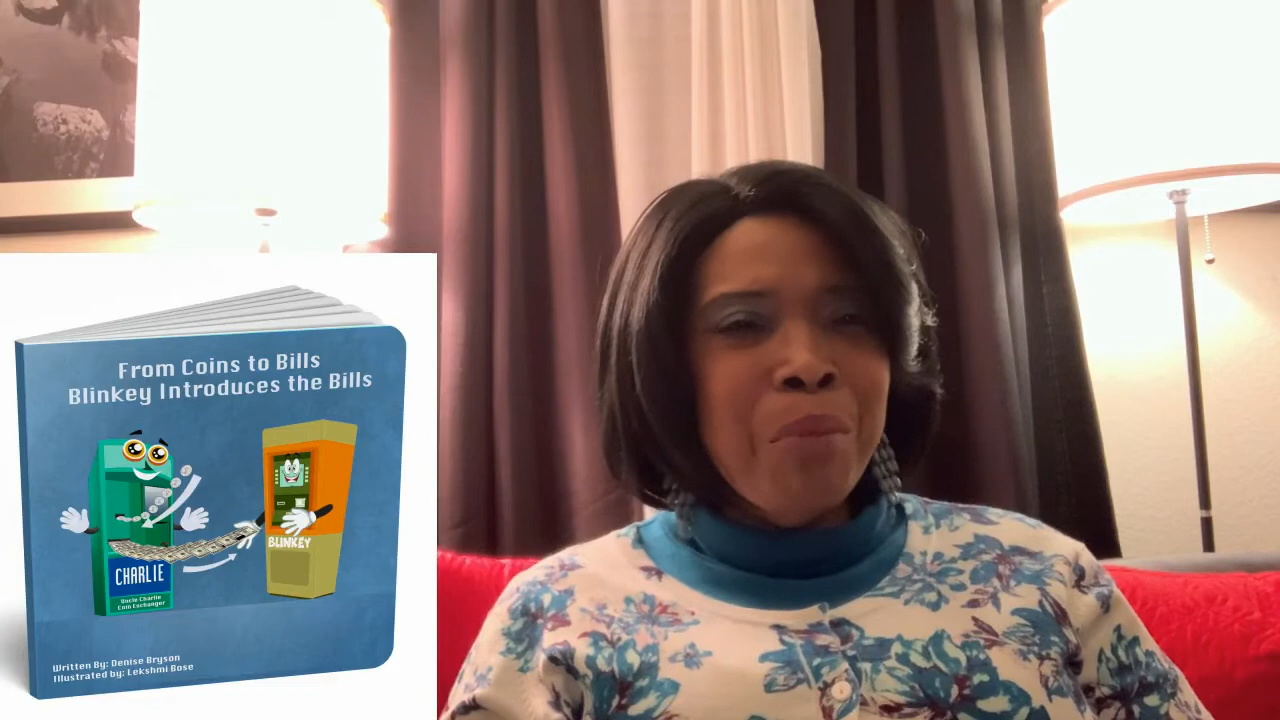 From Coins to Bills
Blinkey Introduces the Bills
CHARLIE
Uncle Charlie
Coin Exchanger
BLINKEY
Written By: Denise Bryson
Illustrated by: Lekshmi Bose